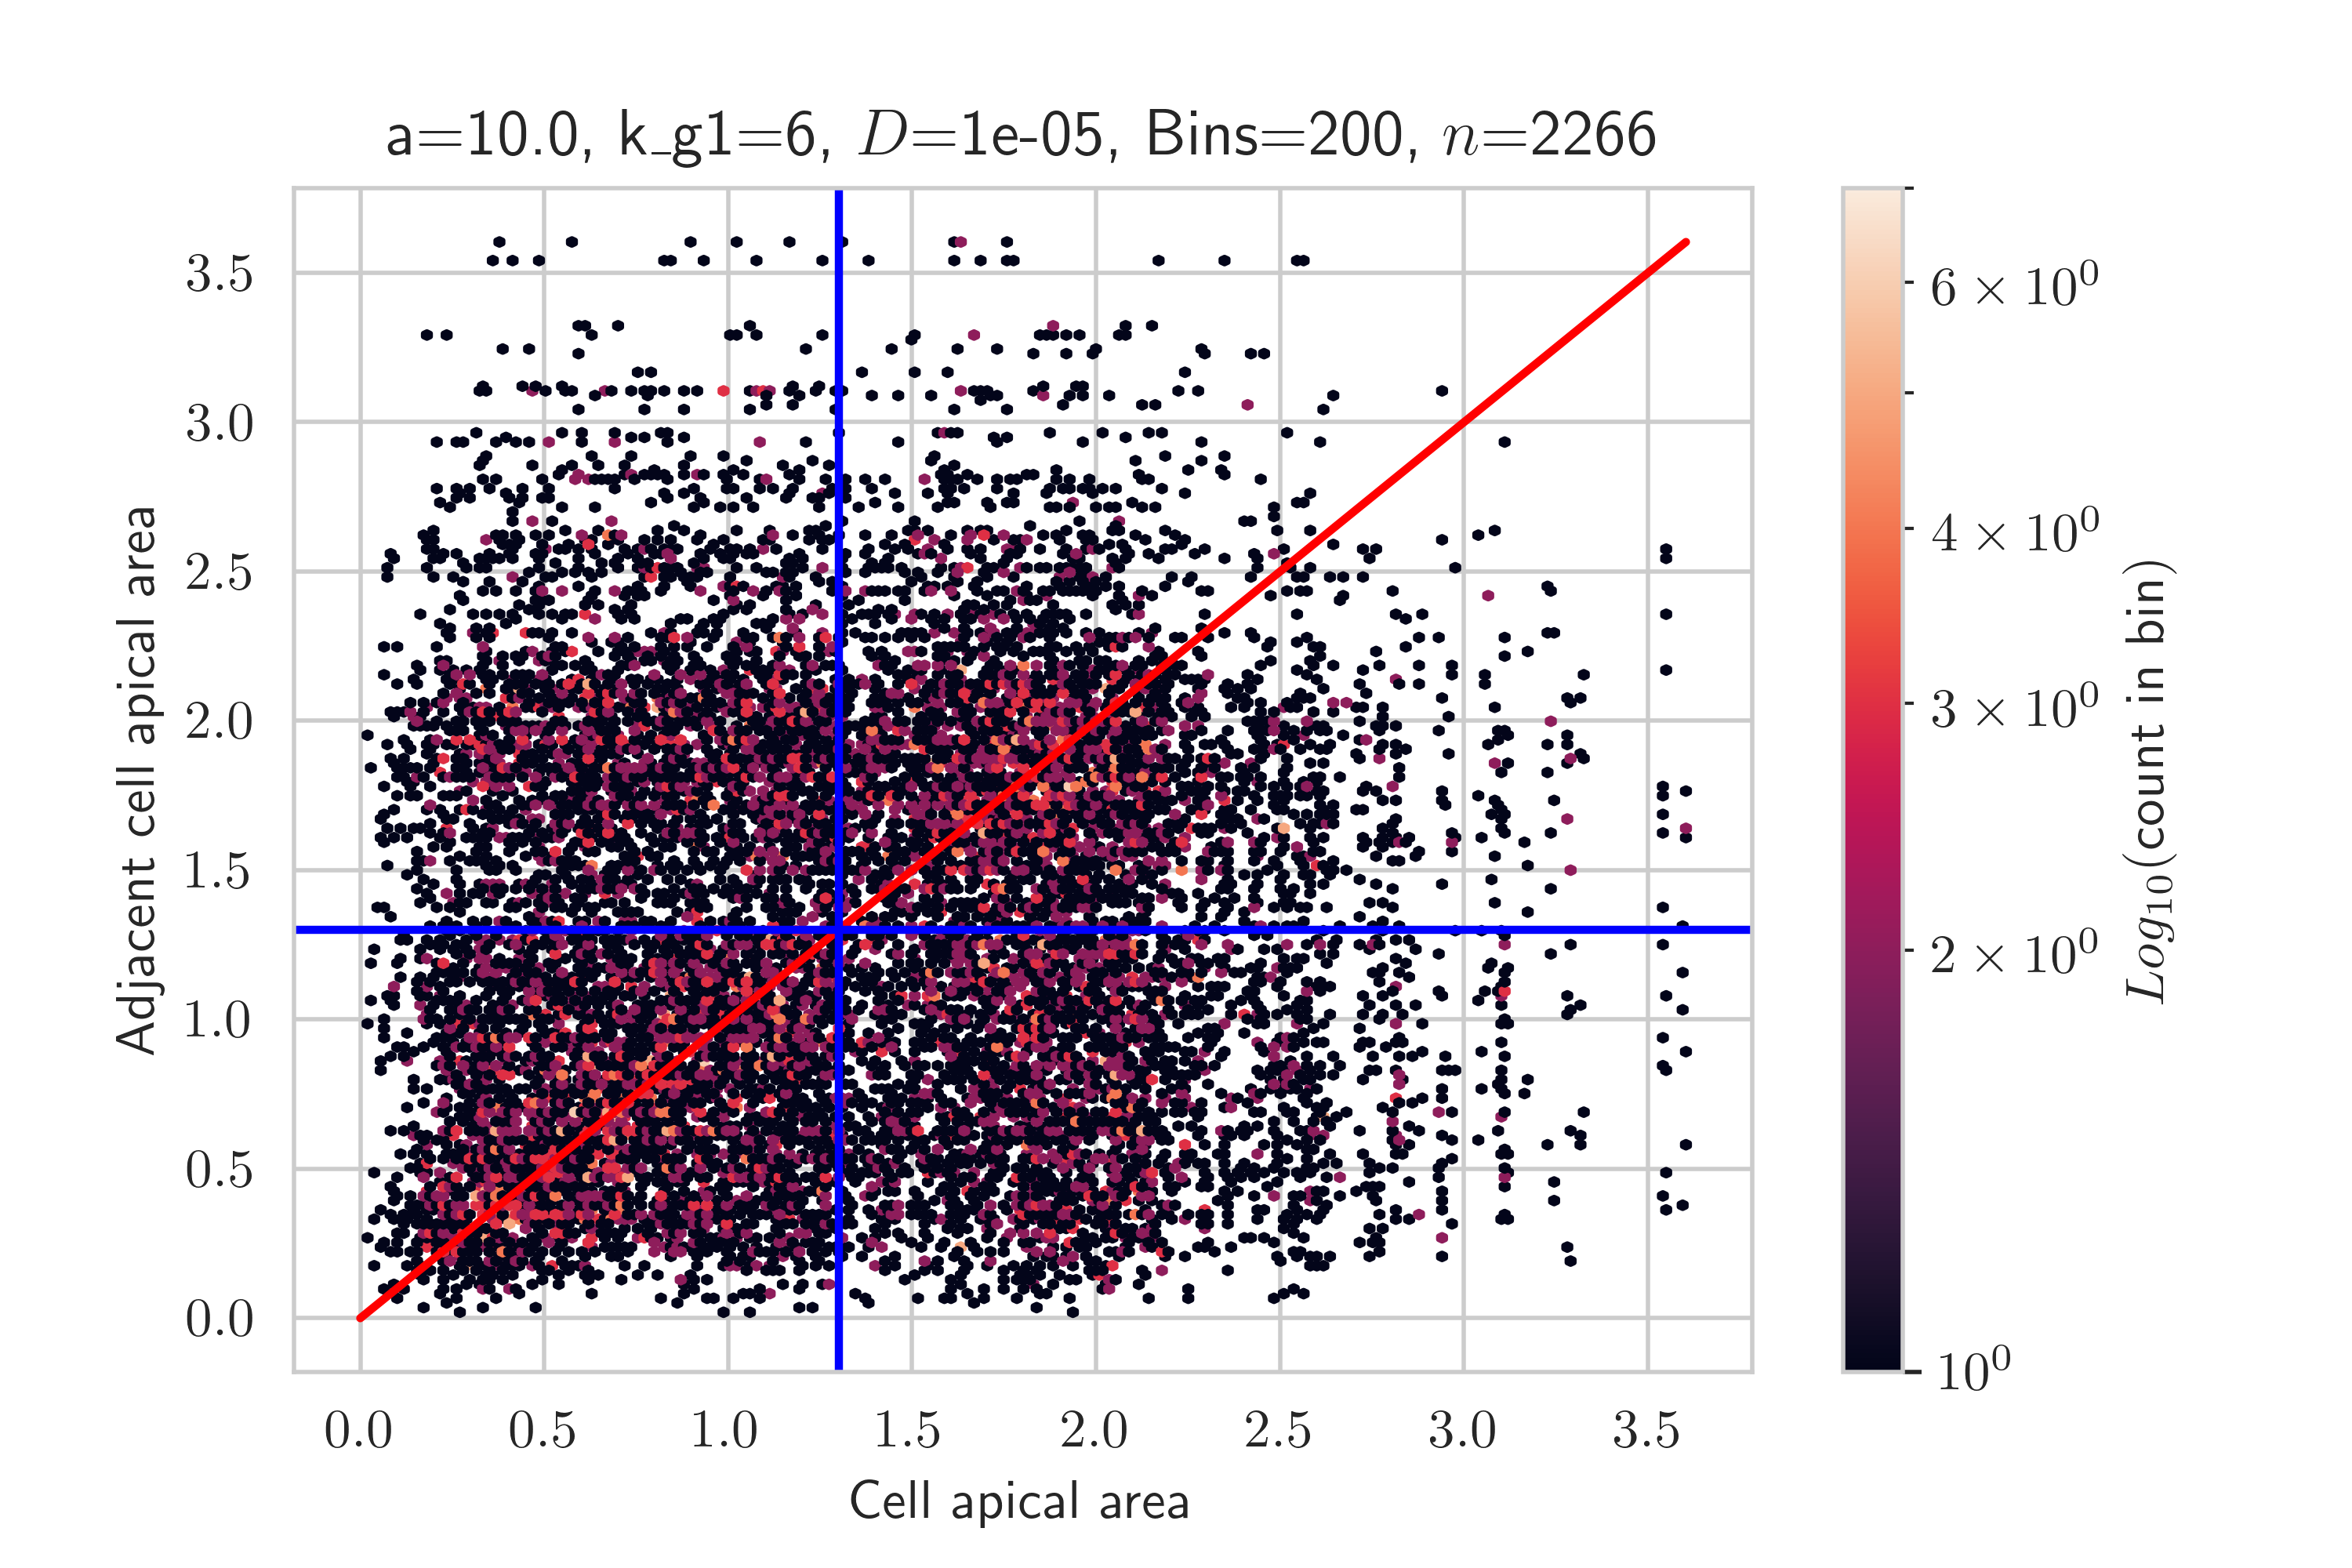 a=10.0, k_g1=6, D=1e-05, Bins=200, n=2266
3.5
3.0
2.5
2.0
1.5
1.0
0.5
0.0
Adjacent cell apical area
0.0 0.5 1.0 1.5 2.0 2.5 3.0 3.5
Cell apical area
6 × 10⁰
4 × 10⁰
3 × 10⁰
2 × 10⁰
10⁰
Log₁₀(count in bin)